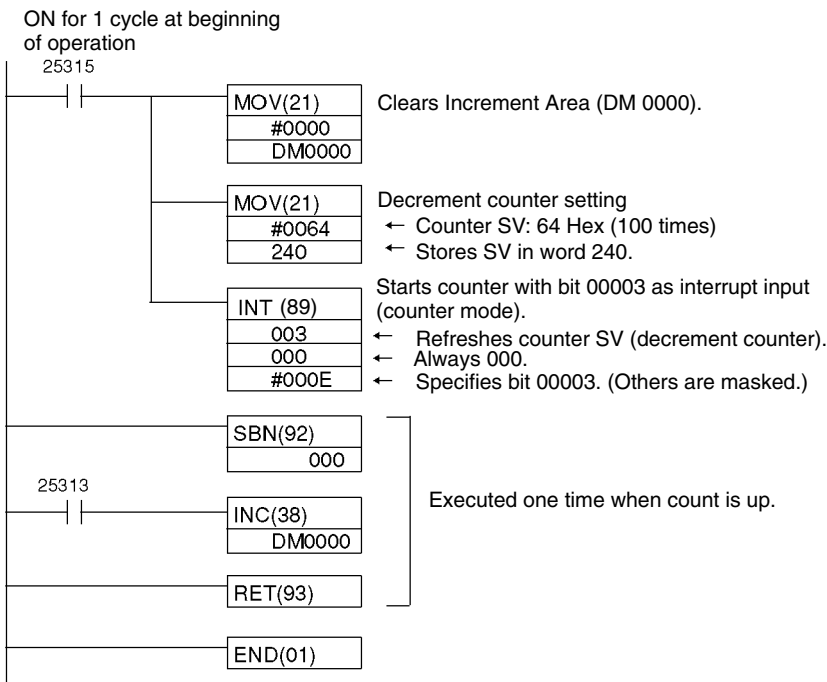 ON for 1 cycle at beginning
of operation
25315
MOV(21)
#0000
DM0000
Clears Increment Area (DM 0000).
MOV(21)
#0064
240
Decrement counter setting
← Counter SV: 64 Hex (100 times)
← Stores SV in word 240.
INT (89)
003
000
#000E
Starts counter with bit 00003 as interrupt input
(counter mode).
← Refreshes counter SV (decrement counter).
← Always 000.
← Specifies bit 00003. (Others are masked.)
SBN(92)
000
25313
INC(38)
DM0000
Executed one time when count is up.
RET(93)
END(01)